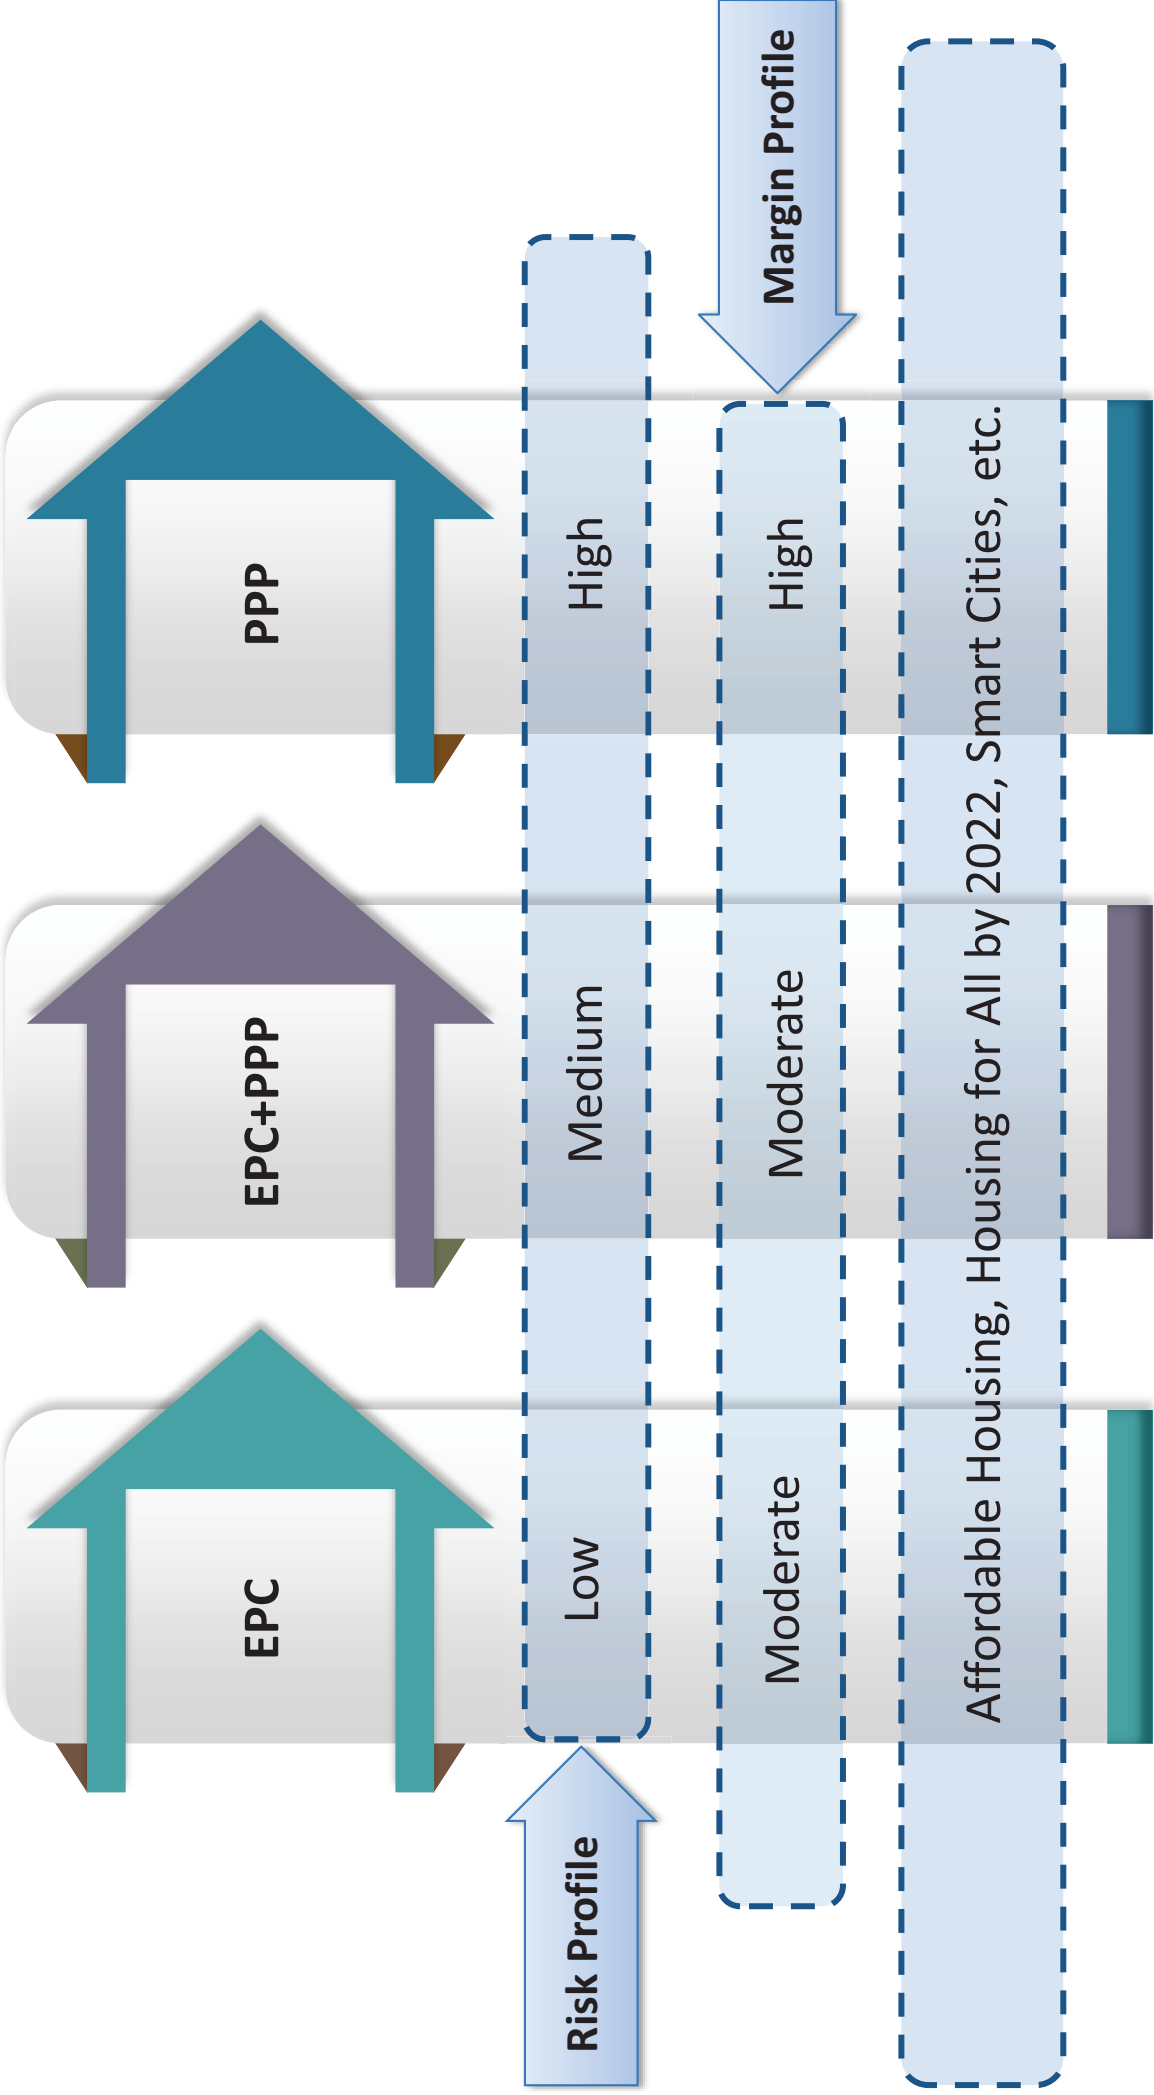 EPC
EPC+PPP
PPP
Risk Profile
Low
Medium
High
Moderate
Moderate
High
Margin Profile
Affordable Housing, Housing for All by 2022, Smart Cities, etc.